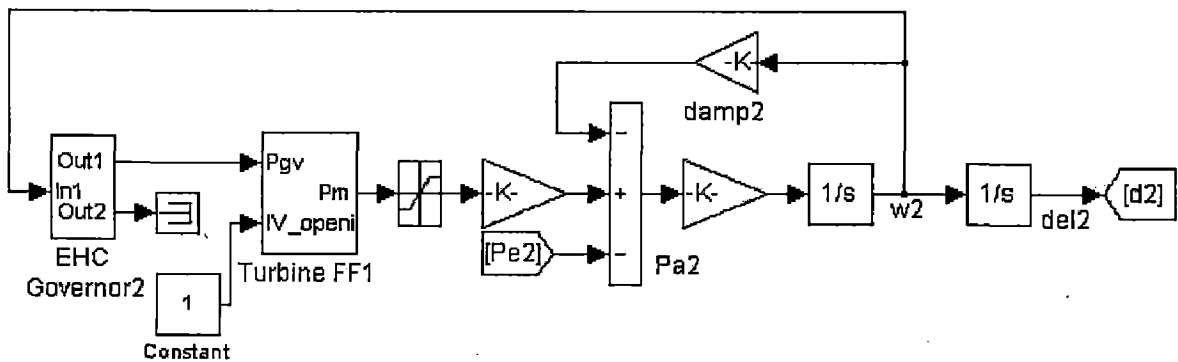 -K-
damp2
Out1
In1
Out2
EHC
Governor2
Pgv
Pm
IV_openi
Turbine FF1
1
Constant
-K-
[Pe2]
−
+
−
Pa2
-K-
1/s
w2
1/s
del2
[d2]